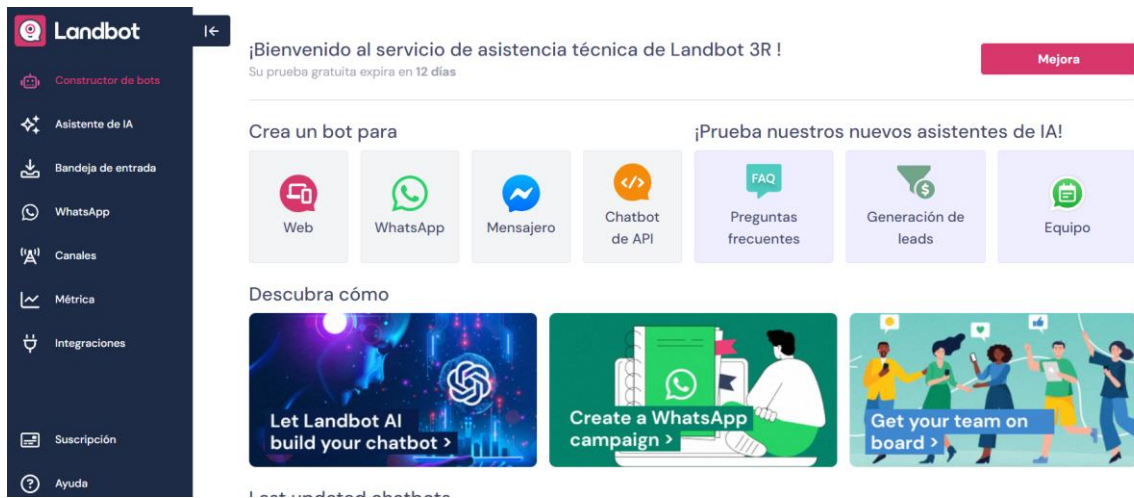 Landbot
Constructor de bots
Asistente de IA
Bandeja de entrada
WhatsApp
Canales
Métrica
Integraciones
Suscripción
Ayuda
¡Bienvenido al servicio de asistencia técnica de Landbot 3R !
Su prueba gratuita expira en 12 días
Mejora
Crea un bot para
Web
WhatsApp
Mensajero
Chatbot
de API
¡Prueba nuestros nuevos asistentes de IA!
FAQ
Preguntas
frecuentes
Generación de
leads
Equipo
Descubra cómo
Let Landbot AI
build your chatbot >
Create a WhatsApp
campaign >
Get your team on
board >
Last updated chatbots